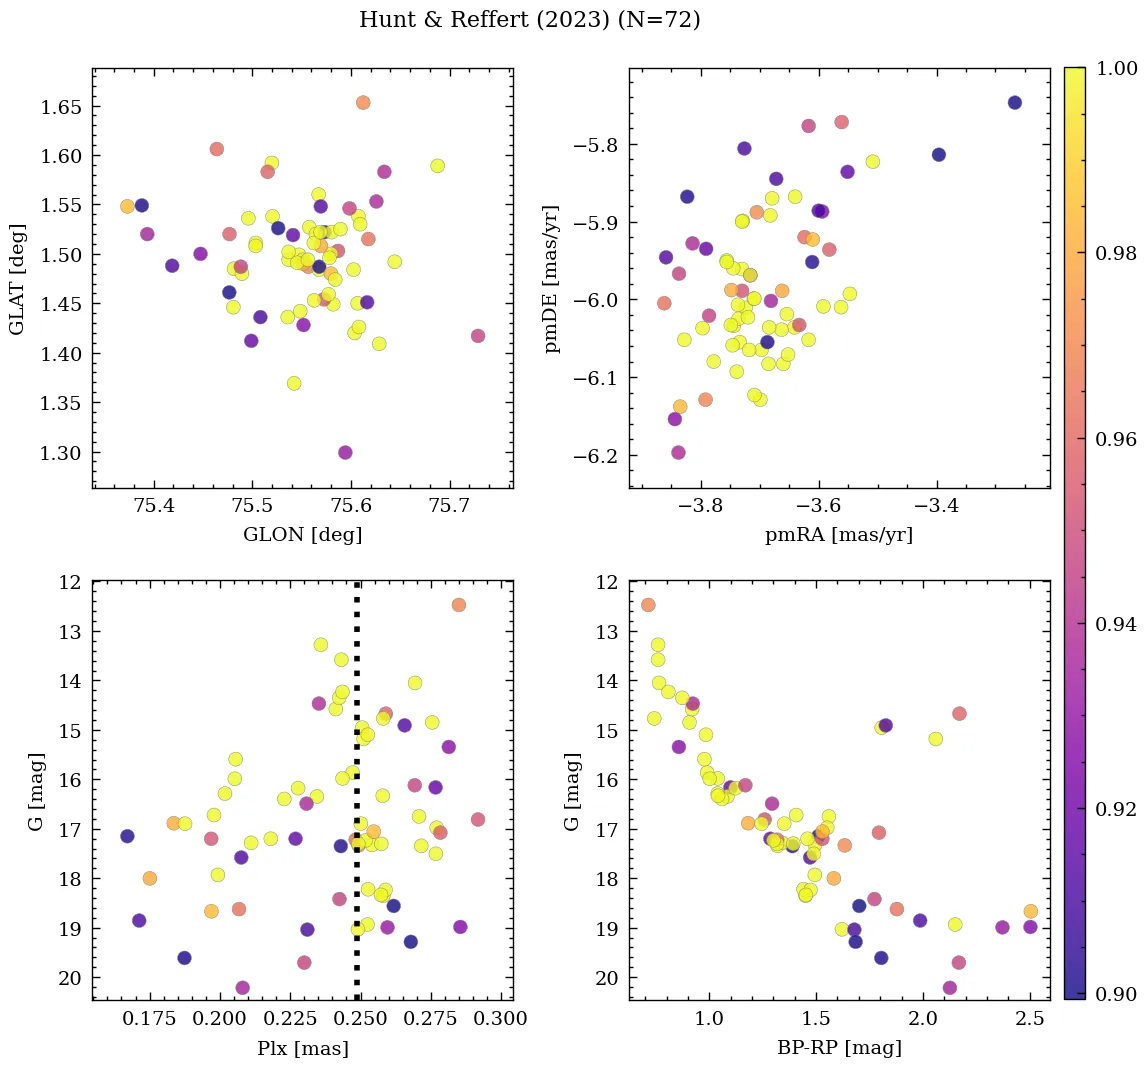 Hunt & Reffert (2023) (N=72)
1.65
1.60
1.55
1.50
1.45
1.40
1.35
1.30
GLAT [deg]
75.4 75.5 75.6 75.7
GLON [deg]
−5.8
−5.9
−6.0
−6.1
−6.2
pmDE [mas/yr]
−3.8 −3.6 −3.4
pmRA [mas/yr]
1.00
0.98
0.96
0.94
0.92
0.90
12
13
14
15
16
17
18
19
20
G [mag]
0.175 0.200 0.225 0.250 0.275 0.300
Plx [mas]
12
13
14
15
16
17
18
19
20
G [mag]
1.0 1.5 2.0 2.5
BP-RP [mag]